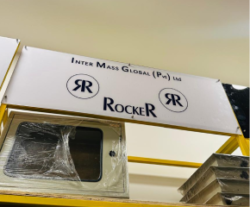 Inter Mass Global (Pvt) Ltd
RR RR
RockeR